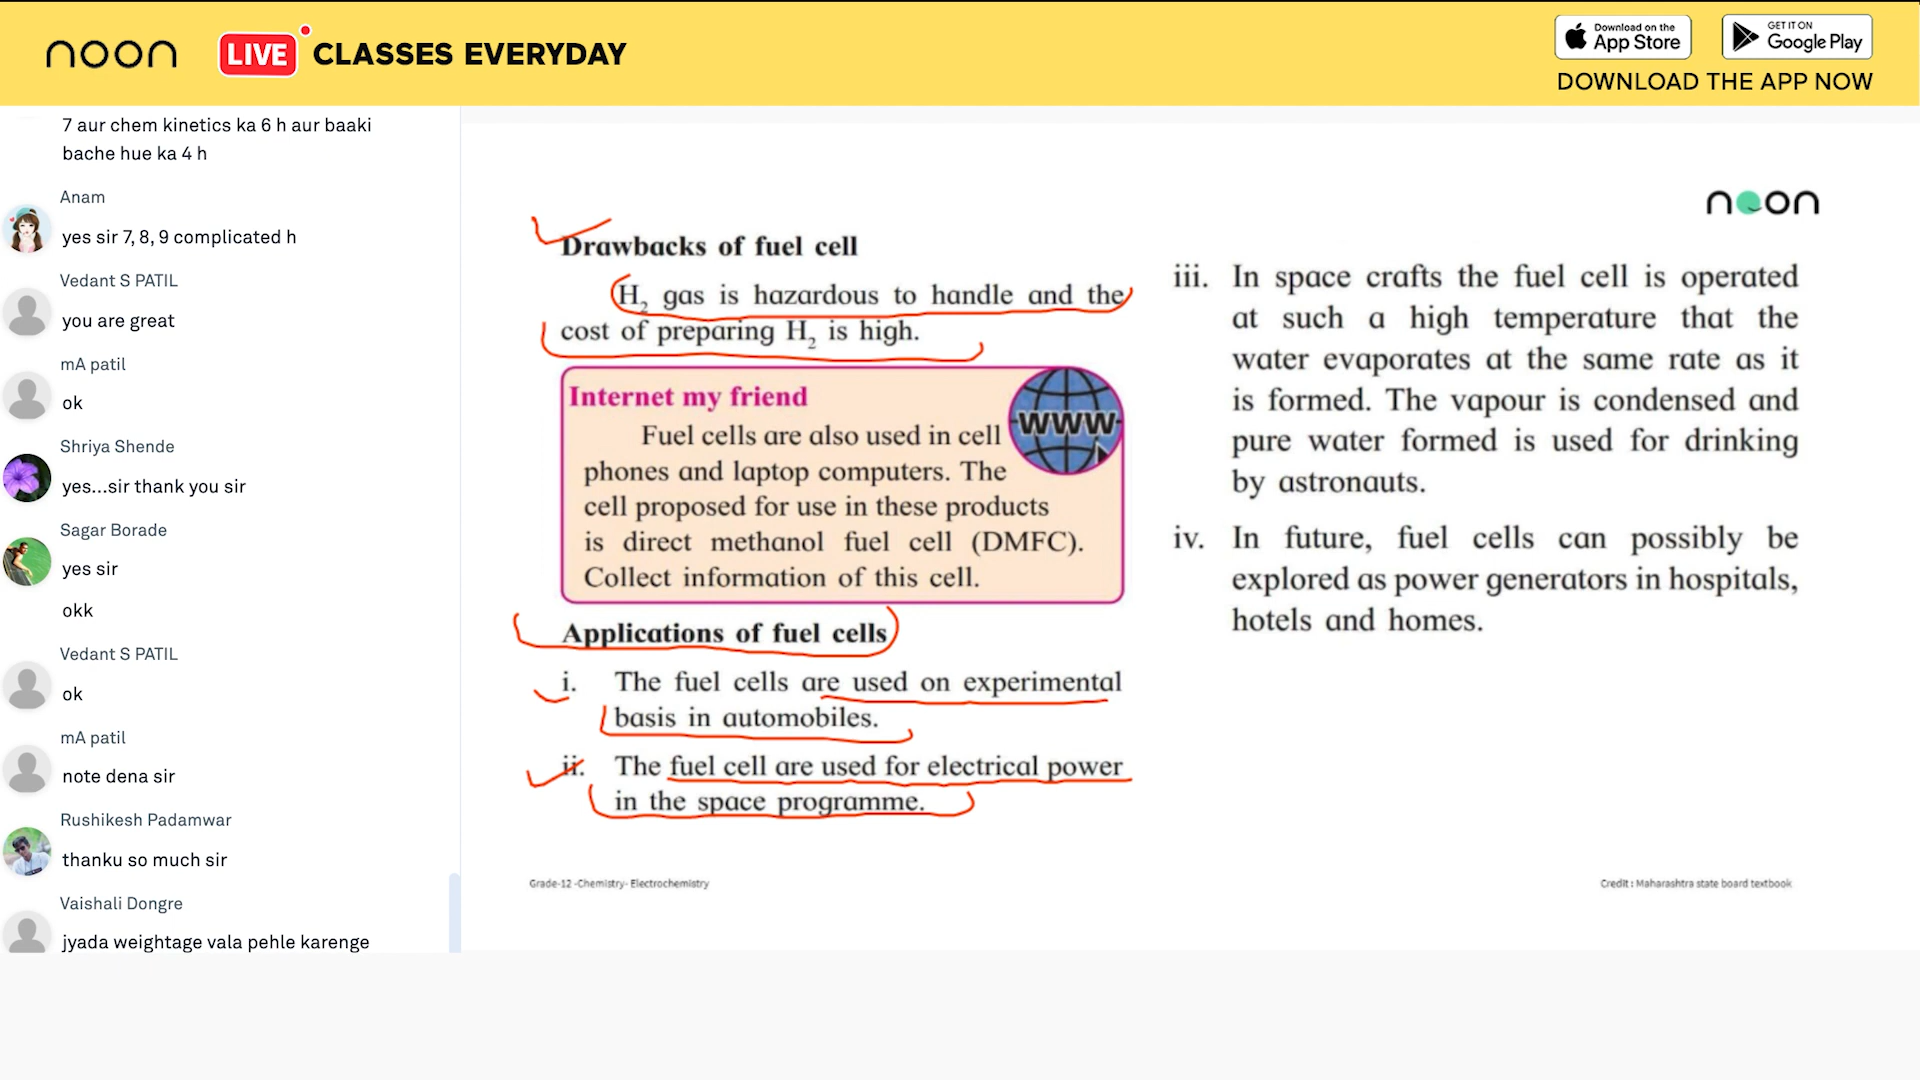 noon LIVE CLASSES EVERYDAY
Download on the
App Store
GET IT ON
Google Play
DOWNLOAD THE APP NOW
7 aur chem kinetics ka 6 h aur baaki
bache hue ka 4 h
Anam
yes sir 7, 8, 9 complicated h
Vedant S PATIL
you are great
mA patil
ok
Shriya Shende
yes...sir thank you sir
Sagar Borade
yes sir
okk
Vedant S PATIL
ok
mA patil
note dena sir
Rushikesh Padamwar
thanku so much sir
Vaishali Dongre
jyada weightage vala pehle karenge
noon
Drawbacks of fuel cell
H₂ gas is hazardous to handle and the
cost of preparing H₂ is high.
Internet my friend
WWW
Fuel cells are also used in cell
phones and laptop computers. The
cell proposed for use in these products
is direct methanol fuel cell (DMFC).
Collect information of this cell.
Applications of fuel cells
i. The fuel cells are used on experimental
basis in automobiles.
ii. The fuel cell are used for electrical power
in the space programme.
iii. In space crafts the fuel cell is operated
at such a high temperature that the
water evaporates at the same rate as it
is formed. The vapour is condensed and
pure water formed is used for drinking
by astronauts.
iv. In future, fuel cells can possibly be
explored as power generators in hospitals,
hotels and homes.
Grade-12 -Chemistry- Electrochemistry
Credit : Maharashtra state board textbook